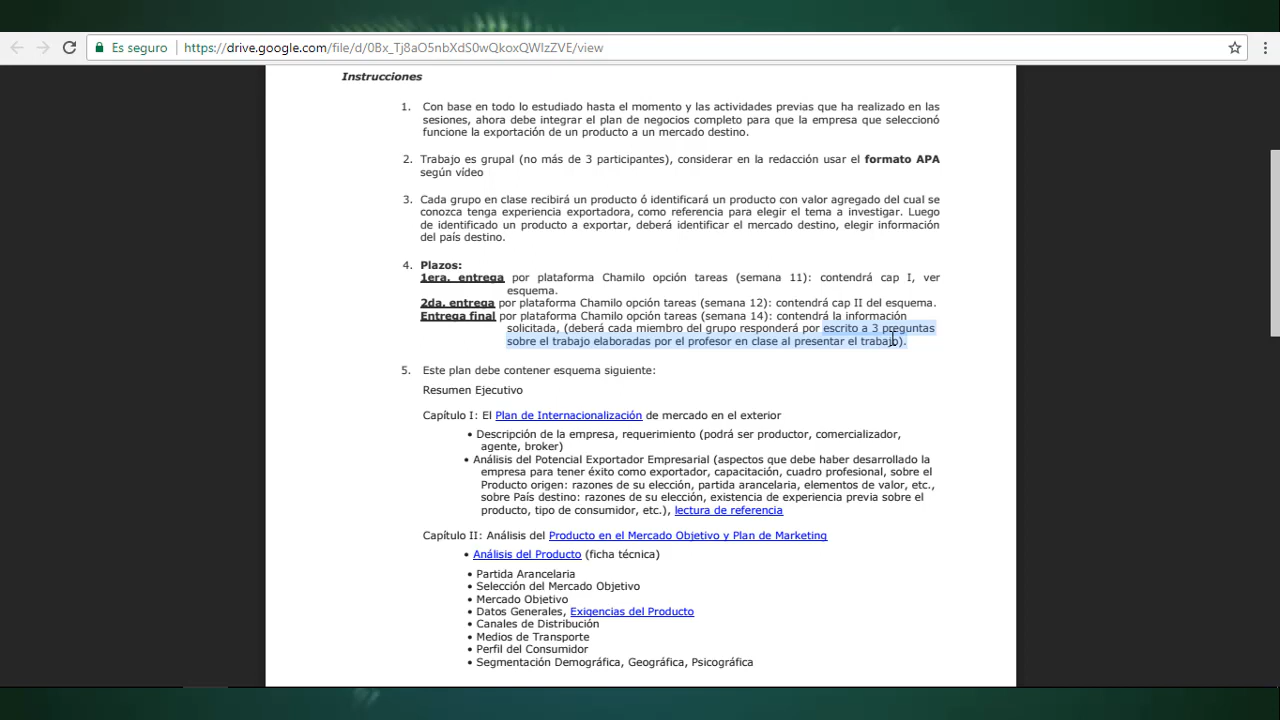 Es seguro
https://drive.google.com/file/d/0Bx_Tj8aO5nbXdS0wQkoxQWIzZVE/view
Instrucciones
1. Con base en todo lo estudiado hasta el momento y las actividades previas que ha realizado en las
sesiones, ahora debe integrar el plan de negocios completo para que la empresa que seleccionó
funcione la exportación de un producto a un mercado destino.
2. Trabajo es grupal (no más de 3 participantes), considerar en la redacción usar el formato APA
según vídeo
3. Cada grupo en clase recibirá un producto ó identificará un producto con valor agregado del cual se
conozca tenga experiencia exportadora, como referencia para elegir el tema a investigar. Luego
de identificado un producto a exportar, deberá identificar el mercado destino, elegir información
del país destino.
4. Plazos:
1era. entrega por plataforma Chamilo opción tareas (semana 11): contendrá cap I, ver
esquema.
2da. entrega por plataforma Chamilo opción tareas (semana 12): contendrá cap II del esquema.
Entrega final por plataforma Chamilo opción tareas (semana 14): contendrá la información
solicitada, (deberá cada miembro del grupo responderá por escrito a 3 preguntas
sobre el trabajo elaboradas por el profesor en clase al presentar el trabajo).
5. Este plan debe contener esquema siguiente:
Resumen Ejecutivo
Capítulo I: El Plan de Internacionalización de mercado en el exterior
• Descripción de la empresa, requerimiento (podrá ser productor, comercializador,
agente, broker)
• Análisis del Potencial Exportador Empresarial (aspectos que debe haber desarrollado la
empresa para tener éxito como exportador, capacitación, cuadro profesional, sobre el
Producto origen: razones de su elección, partida arancelaria, elementos de valor, etc.,
sobre País destino: razones de su elección, existencia de experiencia previa sobre el
producto, tipo de consumidor, etc.), lectura de referencia
Capítulo II: Análisis del Producto en el Mercado Objetivo y Plan de Marketing
• Análisis del Producto (ficha técnica)
• Partida Arancelaria
• Selección del Mercado Objetivo
• Mercado Objetivo
• Datos Generales, Exigencias del Producto
• Canales de Distribución
• Medios de Transporte
• Perfil del Consumidor
• Segmentación Demográfica, Geográfica, Psicográfica